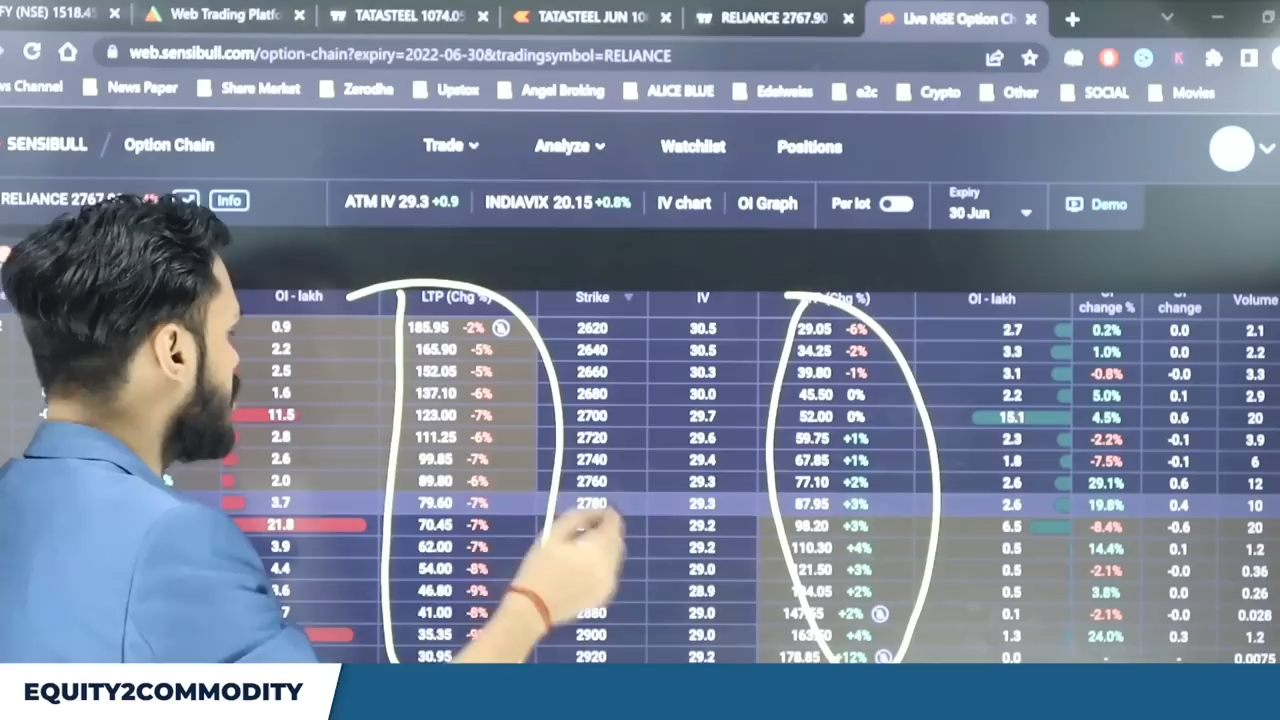 FY (NSE) 1518.4 Web Trading Platfo TATASTEEL 1074.05 TATASTEEL JUN 10 RELIANCE 2767.90 Live NSE Option Ch
web.sensibull.com/option-chain?expiry=2022-06-30&tradingsymbol=RELIANCE
ws Channel News Paper Share Market Zerodha Upstox Angel Broking ALICE BLUE Edelweiss e2c Crypto Other SOCIAL Movies
SENSIBULL / Option Chain Trade Analyze Watchlist Positions
Expiry
RELIANCE Info ATM IV 29.3 +0.9 INDIAVIX 20.15 +0.8% IV chart OI Graph Per lot 30 Jun Demo
OI - lakh LTP (Chg %) Strike IV (Chg %) OI - lakh OI change % OI change Volume
0.9 185.95 -2% 2620 30.5 29.05 -6% 2.7 0.2% 0.0 2.1
2.2 165.90 -5% 2640 30.5 34.25 -2% 3.3 1.0% 0.0 2.2
2.5 152.05 -5% 2660 30.3 39.80 -1% 3.1 -0.8% -0.0 3.3
1.6 137.10 -6% 2680 30.0 45.50 0% 2.2 5.0% 0.1 2.9
11.5 123.00 -7% 2700 29.7 52.00 0% 15.1 4.5% 0.6 20
2.8 111.25 -6% 2720 29.6 59.75 +1% 2.3 -2.2% -0.1 3.9
2.6 99.85 -7% 2740 29.4 67.85 +1% 1.8 -7.5% -0.1 6
% 2.0 89.80 -6% 2760 29.3 77.10 +2% 2.6 29.1% 0.6 12
3.7 79.60 -7% 2780 29.3 87.95 +3% 2.6 19.8% 0.4 10
21.8 70.45 -7% 29.2 98.20 +3% 6.5 -8.4% -0.6 20
3.9 62.00 -7% 29.2 110.30 +4% 0.5 14.4% 0.1 1.2
4.4 54.00 -8% 29.0 121.50 +3% 0.5 -2.1% -0.0 0.36
3.6 46.80 -9% 28.9 +2% 0.5 3.8% 0.0 0.26
41.00 -8% 2880 29.0 +2% 0.1 -2.1% -0.0 0.028
35.35 2900 29.0 +4% 1.3 24.0% 0.3 1.2
30.95 2920 29.2 178.85 +12% 0.0 - - 0.0075
EQUITY2COMMODITY